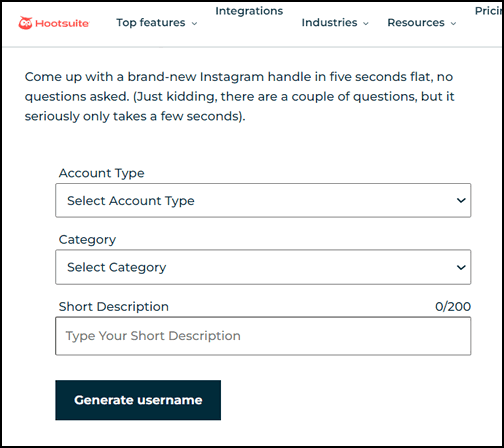 Hootsuite Top features Integrations Industries Resources
Come up with a brand-new Instagram handle in five seconds flat, no
questions asked. (Just kidding, there are a couple of questions, but it
seriously only takes a few seconds).
Account Type
Select Account Type
Category
Select Category
Short Description 0/200
Type Your Short Description
Generate username